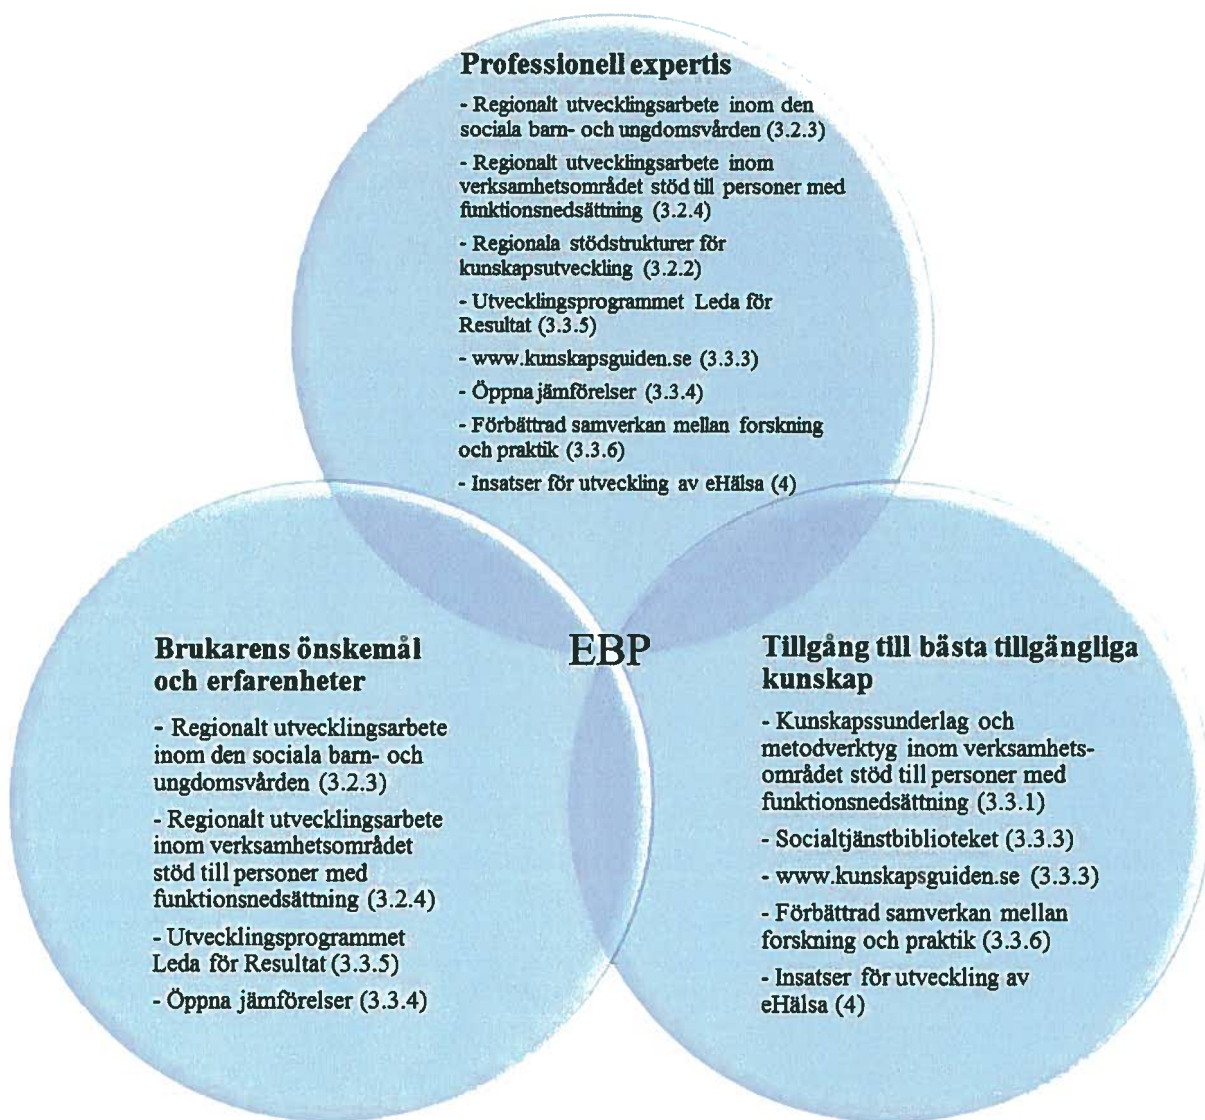 Professionell expertis
- Regionalt utvecklingsarbete inom den
sociala barn- och ungdomsvården (3.2.3)
- Regionalt utvecklingsarbete inom
verksamhetsområdet stöd till personer med
funktionsnedsättning (3.2.4)
- Regionala stödstrukturer för
kunskapsutveckling (3.2.2)
- Utvecklingsprogrammet Leda för
Resultat (3.3.5)
- www.kunskapsguiden.se (3.3.3)
- Öppna jämförelser (3.3.4)
- Förbättrad samverkan mellan forskning
och praktik (3.3.6)
- Insatser för utveckling av eHälsa (4)
EBP
Brukarens önskemål
och erfarenheter
- Regionalt utvecklingsarbete
inom den sociala barn- och
ungdomsvården (3.2.3)
- Regionalt utvecklingsarbete
inom verksamhetsområdet
stöd till personer med
funktionsnedsättning (3.2.4)
- Utvecklingsprogrammet
Leda för Resultat (3.3.5)
- Öppna jämförelser (3.3.4)
Tillgång till bästa tillgängliga
kunskap
- Kunskapssunderlag och
metodverktyg inom verksamhets-
området stöd till personer med
funktionsnedsättning (3.3.1)
- Socialtjänstbiblioteket (3.3.3)
- www.kunskapsguiden.se (3.3.3)
- Förbättrad samverkan mellan
forskning och praktik (3.3.6)
- Insatser för utveckling av
eHälsa (4)